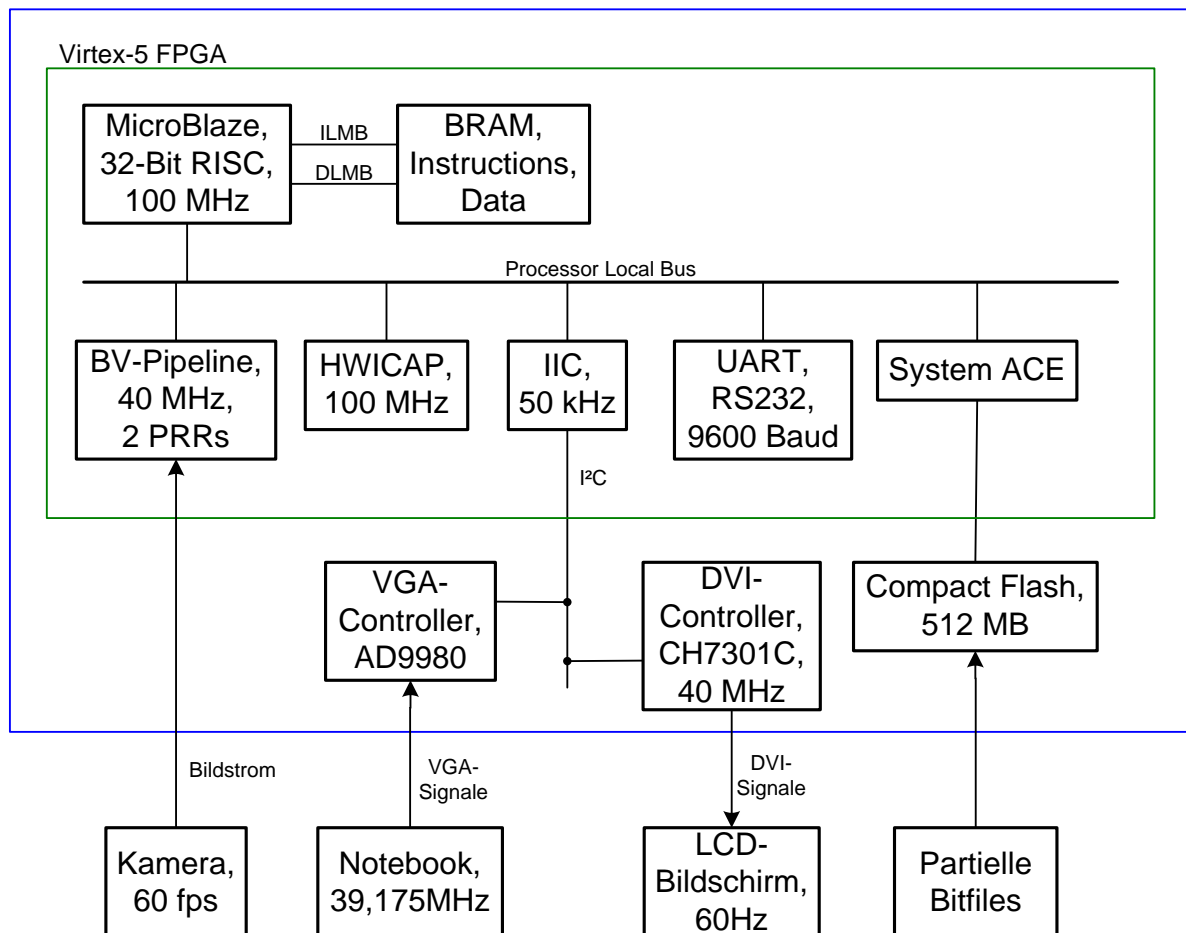 Virtex-5 FPGA
MicroBlaze,
32-Bit RISC,
100 MHz
ILMB
DLMB
BRAM,
Instructions,
Data
Processor Local Bus
BV-Pipeline,
40 MHz,
2 PRRs
HWICAP,
100 MHz
IIC,
50 kHz
UART,
RS232,
9600 Baud
System ACE
I²C
VGA-
Controller,
AD9980
DVI-
Controller,
CH7301C,
40 MHz
Compact Flash,
512 MB
Bildstrom
VGA-
Signale
DVI-
Signale
Kamera,
60 fps
Notebook,
39,175MHz
LCD-
Bildschirm,
60Hz
Partielle
Bitfiles